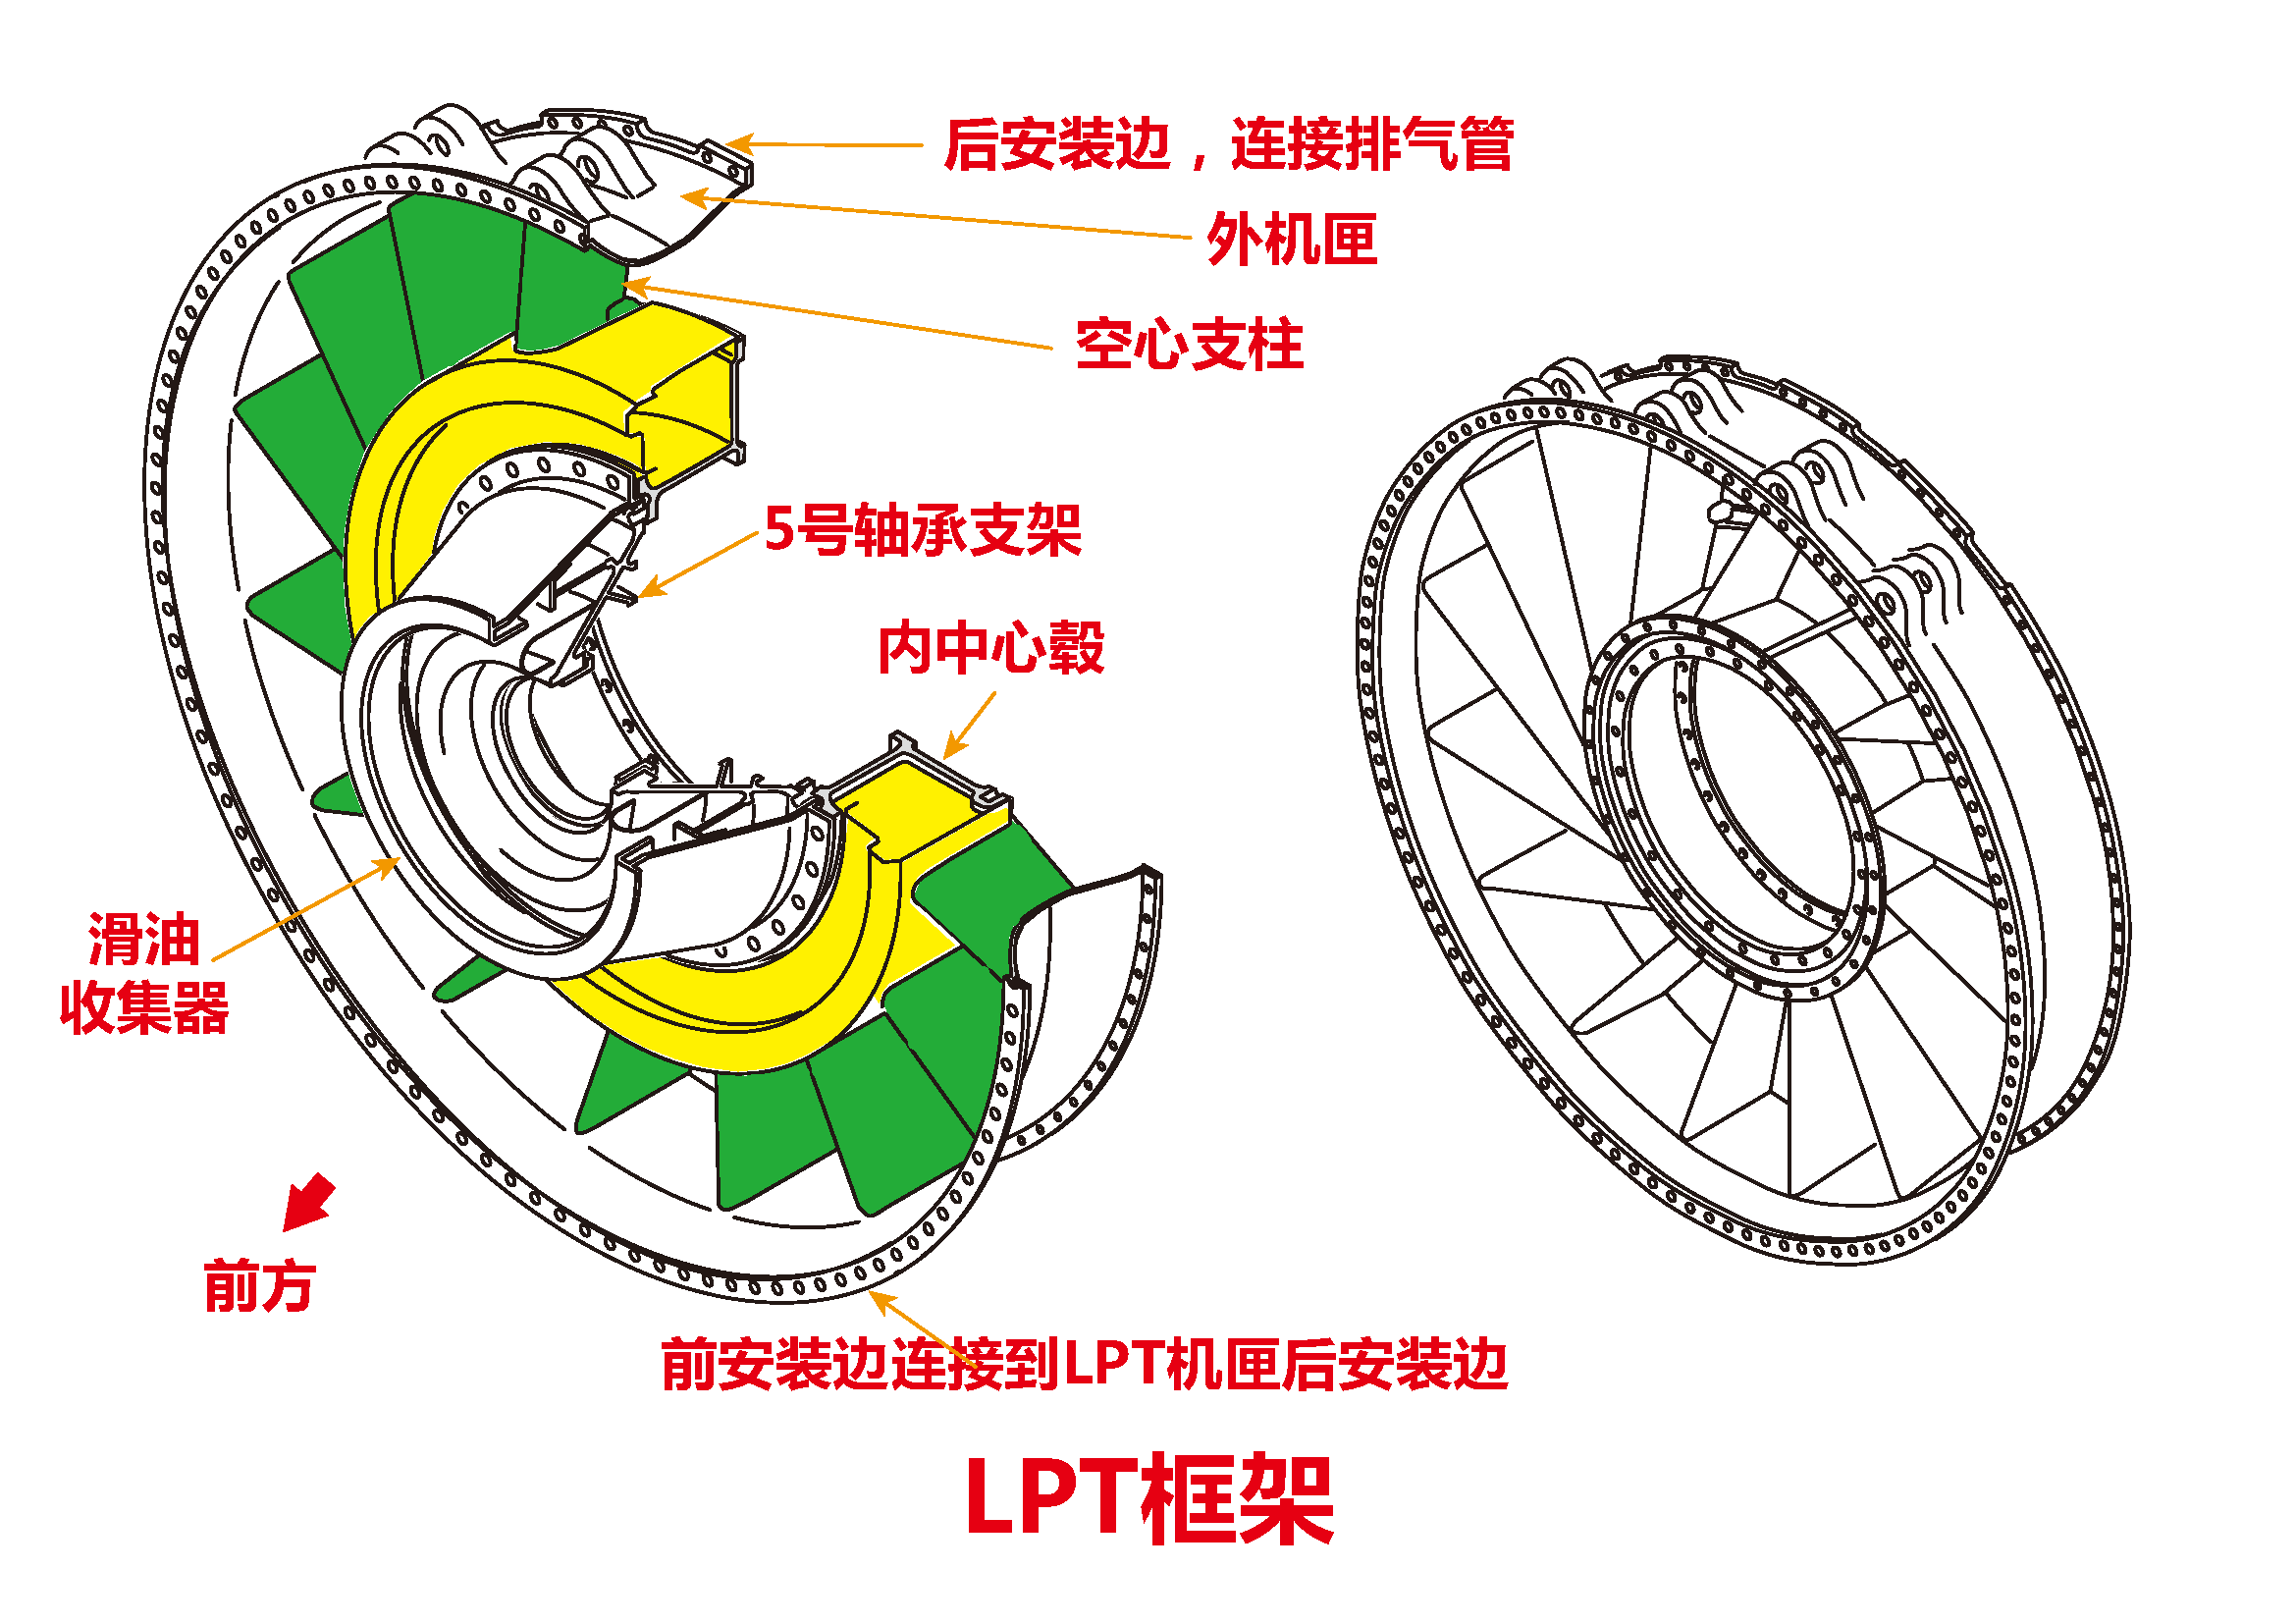 后安装边，连接排气管
外机匣
空心支柱
5号轴承支架
内中心毂
滑油
收集器
前方
前安装边连接到LPT机匣后安装边
LPT框架